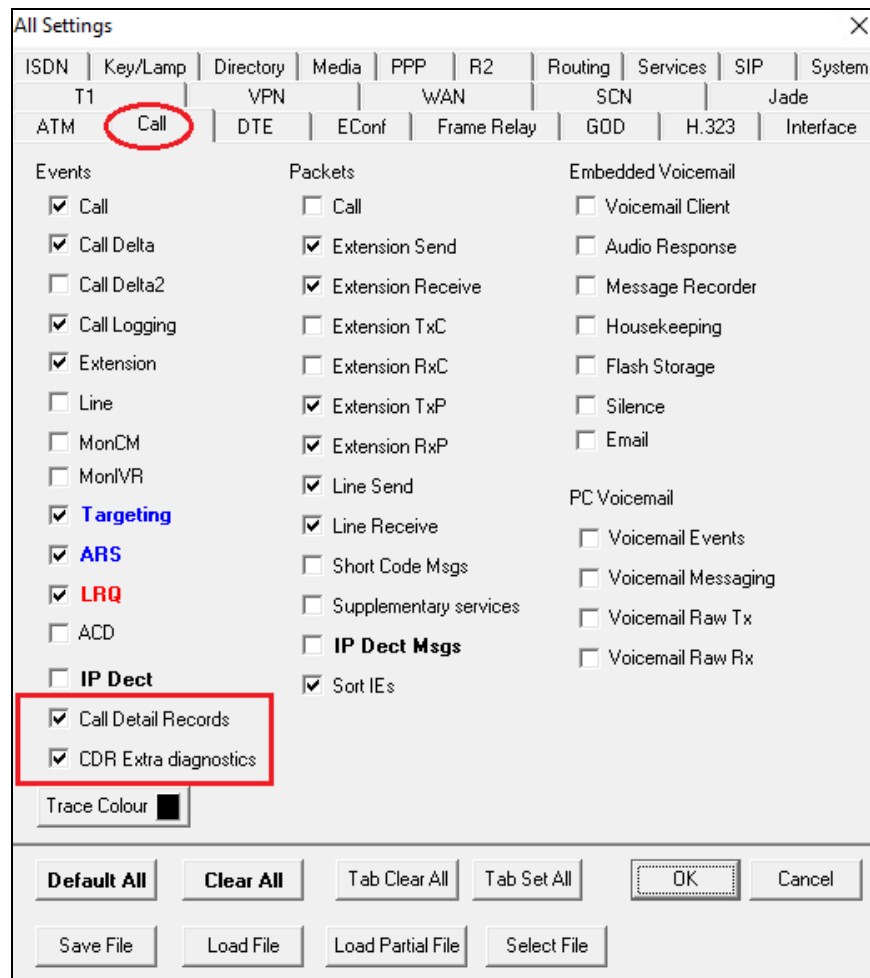 All Settings
ISDN Key/Lamp Directory Media PPP R2 Routing Services SIP System
T1 VPN WAN SCN Jade
ATM Call DTE EConf Frame Relay GOD H.323 Interface
Events
Call
Call Delta
Call Delta2
Call Logging
Extension
Line
MonCM
MonIVR
Targeting
ARS
LRQ
ACD
IP Dect
Call Detail Records
CDR Extra diagnostics
Trace Colour
Packets
Call
Extension Send
Extension Receive
Extension TxC
Extension RxC
Extension TxP
Extension RxP
Line Send
Line Receive
Short Code Msgs
Supplementary services
IP Dect Msgs
Sort IEs
Embedded Voicemail
Voicemail Client
Audio Response
Message Recorder
Housekeeping
Flash Storage
Silence
Email
PC Voicemail
Voicemail Events
Voicemail Messaging
Voicemail Raw Tx
Voicemail Raw Rx
Default All Clear All Tab Clear All Tab Set All OK Cancel
Save File Load File Load Partial File Select File